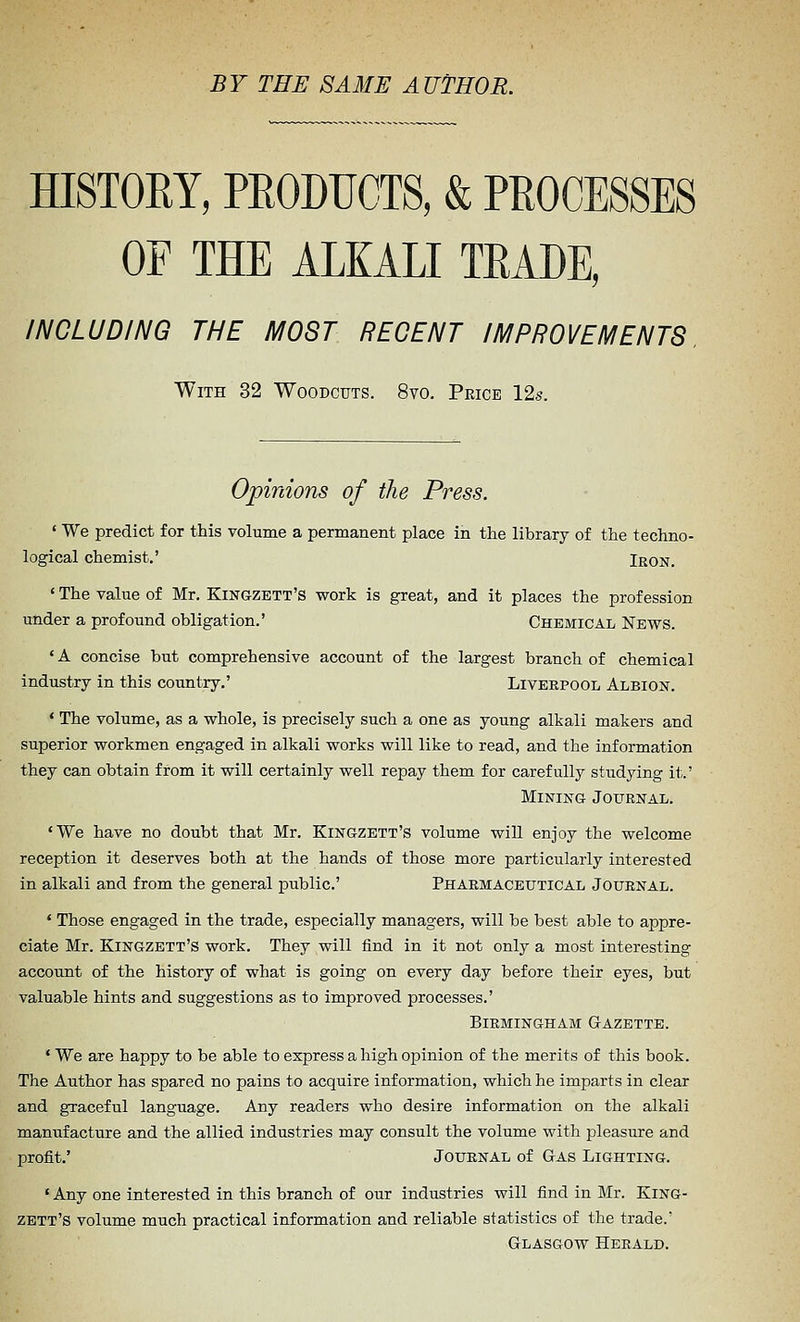 BY THE SAME AUTHOR.
HISTORY, PRODUCTS, & PROCESSES
OF THE ALKALI TRADE,
INCLUDING THE MOST RECENT IMPROVEMENTS.
WITH 32 WOODCUTS. 8VO. PRICE 12s.
Opinions of the Press.
‘We predict for this volume a permanent place in the library of the techno-
logical chemist.’ IRON.
‘The value of Mr. KINGZETT’S work is great, and it places the profession
under a profound obligation.’ CHEMICAL NEWS.
‘A concise but comprehensive account of the largest branch of chemical
industry in this country.’ LIVERPOOL ALBION.
‘The volume, as a whole, is precisely such a one as young alkali makers and
superior workmen engaged in alkali works will like to read, and the information
they can obtain from it will certainly well repay them for carefully studying it.’
MINING JOURNAL.
‘We have no doubt that Mr. KINGZETT’S volume will enjoy the welcome
reception it deserves both at the hands of those more particularly interested
in alkali and from the general public.’ PHARMACEUTICAL JOURNAL.
‘Those engaged in the trade, especially managers, will be best able to appre-
ciate Mr. KINGZETT’S work. They will find in it not only a most interesting
account of the history of what is going on every day before their eyes, but
valuable hints and suggestions as to improved processes.’
BIRMINGHAM GAZETTE.
‘We are happy to be able to express a high opinion of the merits of this book.
The Author has spared no pains to acquire information, which he imparts in clear
and graceful language. Any readers who desire information on the alkali
manufacture and the allied industries may consult the volume with pleasure and
profit.’ JOURNAL of GAS LIGHTING.
‘Any one interested in this branch of our industries will find in Mr. KING-
ZETT’S volume much practical information and reliable statistics of the trade.’
GLASGOW HERALD.